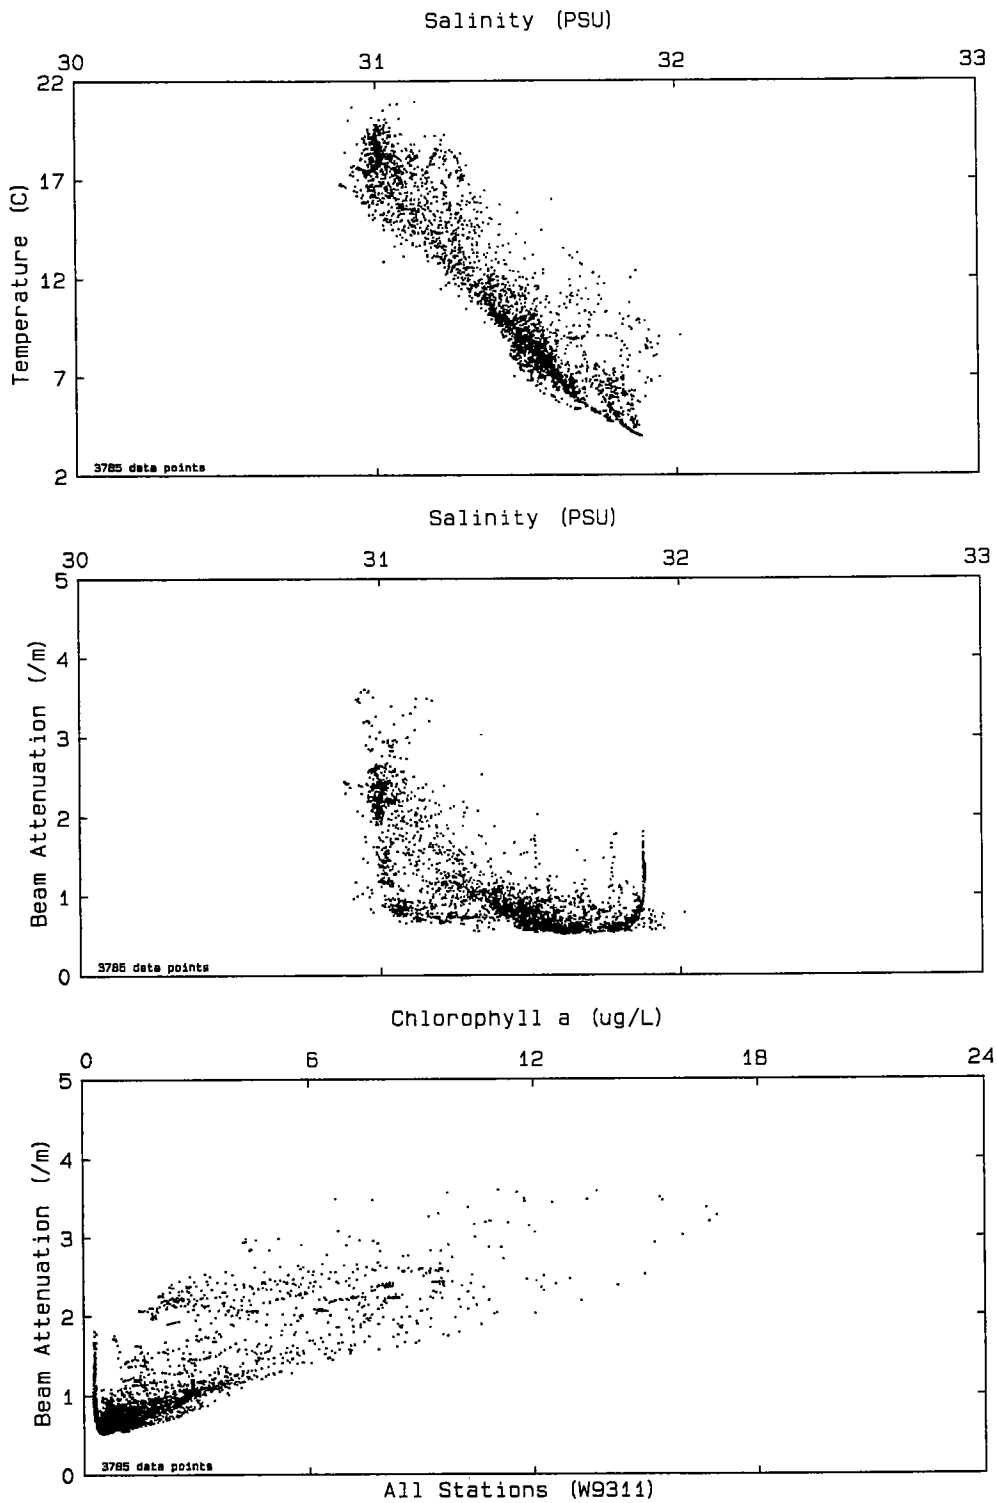 Salinity (PSU)
30 31 32 33
22
17
12
7
2
Temperature (C)
3785 data points
Salinity (PSU)
30 31 32 33
5
4
3
2
1
0
Beam Attenuation (/m)
3785 data points
Chlorophyll a (ug/L)
0 6 12 18 24
5
4
3
2
1
0
Beam Attenuation (/m)
3785 data points
All Stations (W9311)